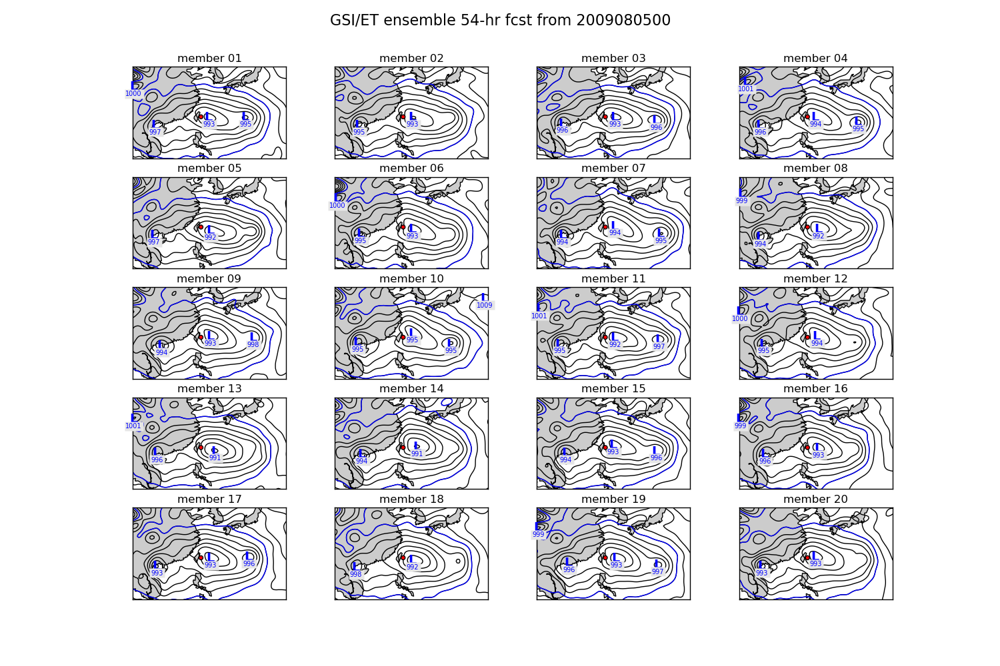 GSI/ET ensemble 54-hr fcst from 2009080500
member 01 member 02 member 03 member 04
L 1000 L 997 L 993 L 995
L 995 L 993
L 996 L 993 L 996
L 1001 L 996 L 994 L 995
member 05 member 06 member 07 member 08
L 997 L 992
L 1000 L 995 L 993
L 994 L 994 L 995
L 999 L 994 L 992
member 09 member 10 member 11 member 12
L 994 L 993 L 998
L 1009 L 995 L 995 L 995
L 1001 L 995 L 992 L 997
L 1000 L 995 L 994
member 13 member 14 member 15 member 16
L 1001 L 996 L 991
L 994 L 991
L 994 L 993 L 996
L 999 L 996 L 993
member 17 member 18 member 19 member 20
L 993 L 993 L 996
L 998 L 992
L 999 L 996 L 993 L 997
L 993 L 993